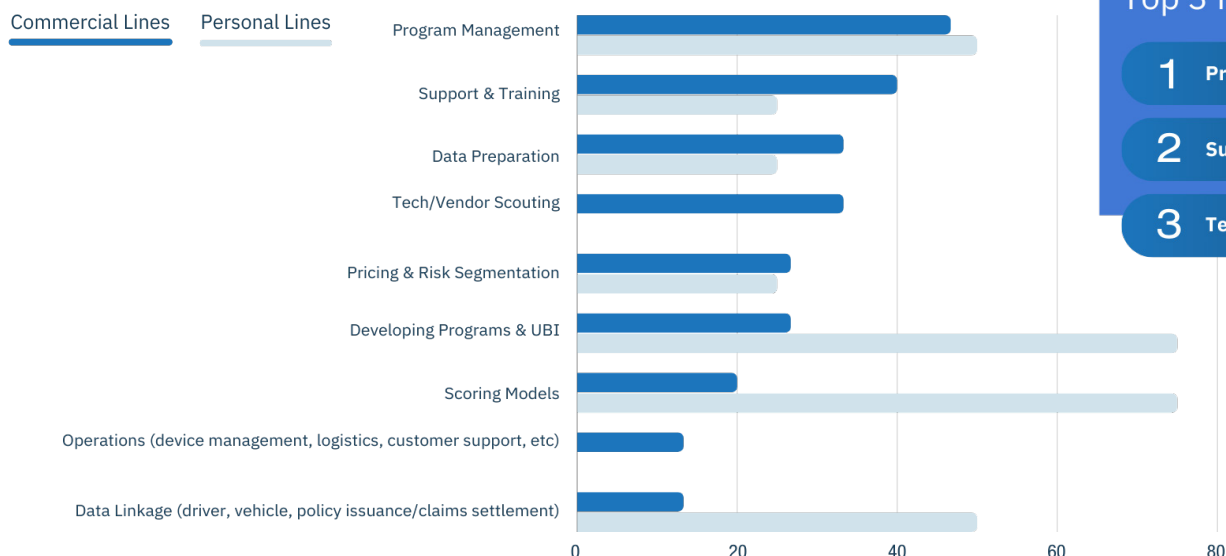 Commercial Lines
Personal Lines
Program Management
Support & Training
Data Preparation
Tech/Vendor Scouting
Pricing & Risk Segmentation
Developing Programs & UBI
Scoring Models
Operations (device management, logistics, customer support, etc)
Data Linkage (driver, vehicle, policy issuance/claims settlement)
0 20 40 60 80
1
2
3